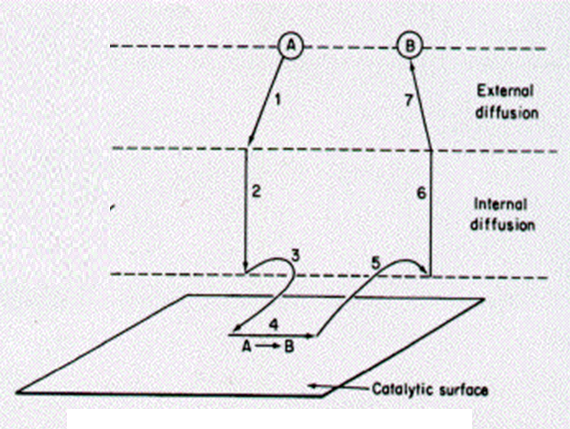 A
B
1
7
External
diffusion
2
6
Internal
diffusion
3
5
4
A → B
Catalytic surface